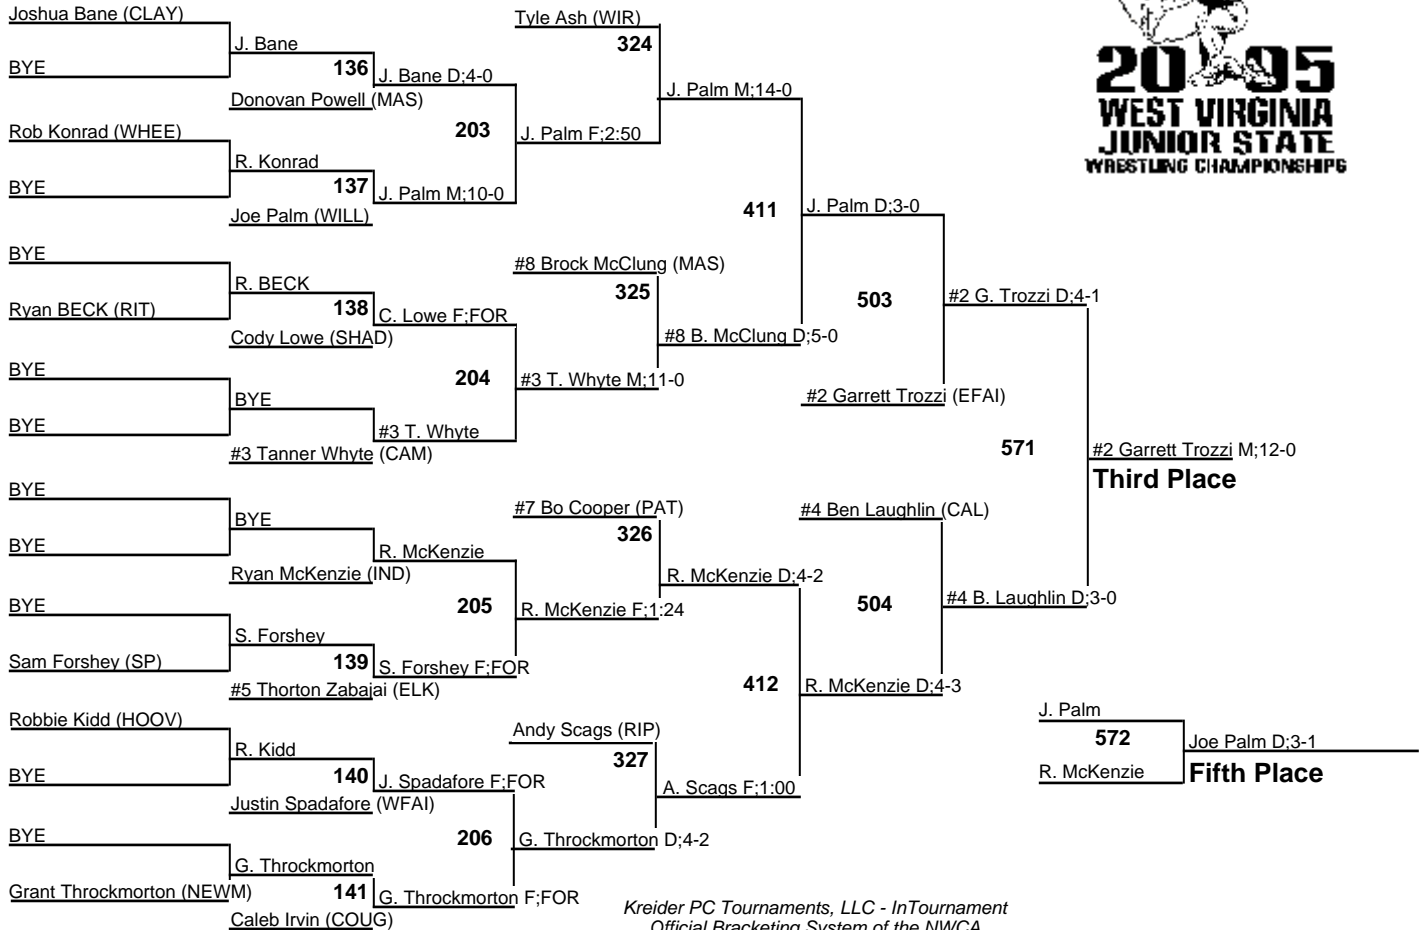 Joshua Bane (CLAY)
J. Bane
BYE
136
J. Bane D;4-0
Donovan Powell (MAS)
203
Rob Konrad (WHEE)
R. Konrad
BYE
137
J. Palm M;10-0
Joe Palm (WILL)
Tyle Ash (WIR)
324
J. Palm F;2:50
J. Palm M;14-0
BYE
R. BECK
Ryan BECK (RIT)
138
C. Lowe F;FOR
Cody Lowe (SHAD)
204
BYE
BYE
BYE
#3 T. Whyte
#3 Tanner Whyte (CAM)
#8 Brock McClung (MAS)
325
#3 T. Whyte M;11-0
#8 B. McClung D;5-0
411
J. Palm D;3-0
503
#2 Garrett Trozzi (EFAI)
#2 G. Trozzi D;4-1
BYE
BYE
BYE
R. McKenzie
Ryan McKenzie (IND)
205
BYE
S. Forshey
Sam Forshey (SP)
139
S. Forshey F;FOR
#5 Thorton Zabajai (ELK)
#7 Bo Cooper (PAT)
326
R. McKenzie F;1:24
R. McKenzie D;4-2
Robbie Kidd (HOOV)
R. Kidd
BYE
140
J. Spadafore F;FOR
Justin Spadafore (WFAI)
206
BYE
G. Throckmorton
Grant Throckmorton (NEWM)
141
G. Throckmorton F;FOR
Caleb Irvin (COUG)
Andy Scags (RIP)
327
G. Throckmorton D;4-2
A. Scags F;1:00
412
R. McKenzie D;4-3
#4 Ben Laughlin (CAL)
504
#4 B. Laughlin D;3-0
571
#2 Garrett Trozzi M;12-0
Third Place
J. Palm
572
R. McKenzie
Joe Palm D;3-1
Fifth Place
20 95
WEST VIRGINIA
JUNIOR STATE
WRESTLING CHAMPIONSHIPS
Kreider PC Tournaments, LLC - InTournament
Official Bracketing System of the NWCA